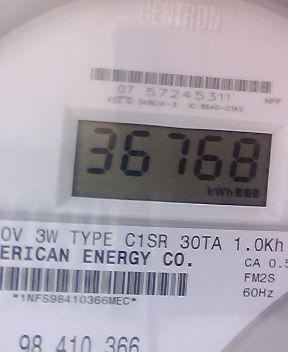 CENTRON
07 57245311
36768
kWh
0V 3W TYPE C1SR 30TA 1.0Kh
ERICAN ENERGY CO.
CA 0.5
FM2S
*1NFS98410366MEC*
60Hz
98 410 366